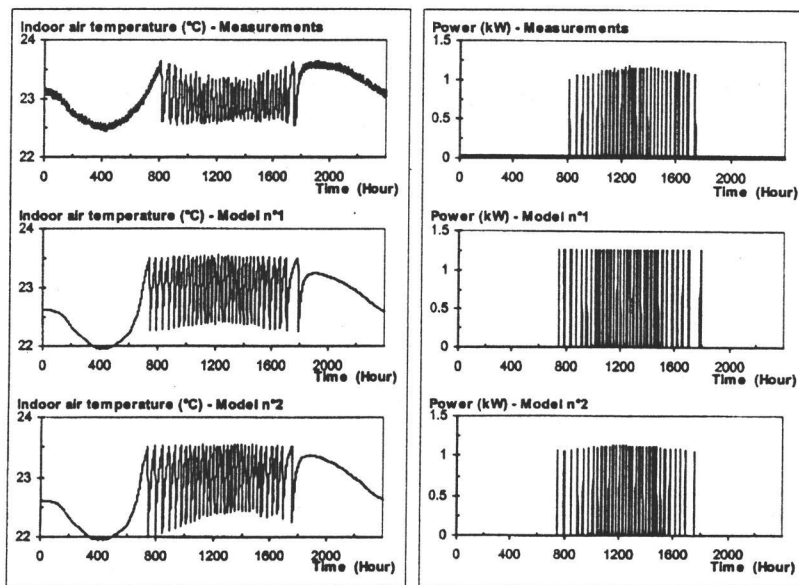 Indoor air temperature (°C) - Measurements
24
23
22
0 400 800 1200 1600 2000
Time (Hour)
Indoor air temperature (°C) - Model n°1
24
23
22
0 400 800 1200 1600 2000
Time (Hour)
Indoor air temperature (°C) - Model n°2
24
23
22
0 400 800 1200 1600 2000
Time (Hour)
Power (kW) - Measurements
1.5
1
0.5
0
0 400 800 1200 1600 2000
Time (Hour)
Power (kW) - Model n°1
1.5
1
0.5
0
0 400 800 1200 1600 2000
Time (Hour)
Power (kW) - Model n°2
1.5
1
0.5
0
0 400 800 1200 1600 2000
Time (Hour)